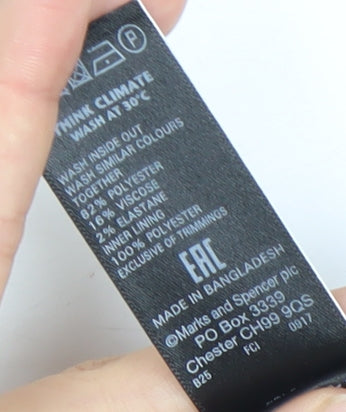 P
THINK CLIMATE
WASH AT 30°C
WASH INSIDE OUT
WASH SIMILAR COLOURS
TOGETHER
82% POLYESTER
16% VISCOSE
2% ELASTANE
INNER LINING
100% POLYESTER
EXCLUSIVE OF TRIMMINGS
EAC
MADE IN BANGLADESH
©Marks and Spencer plc
PO Box 3339
Chester CH99 9QS
B25 FCI 0917